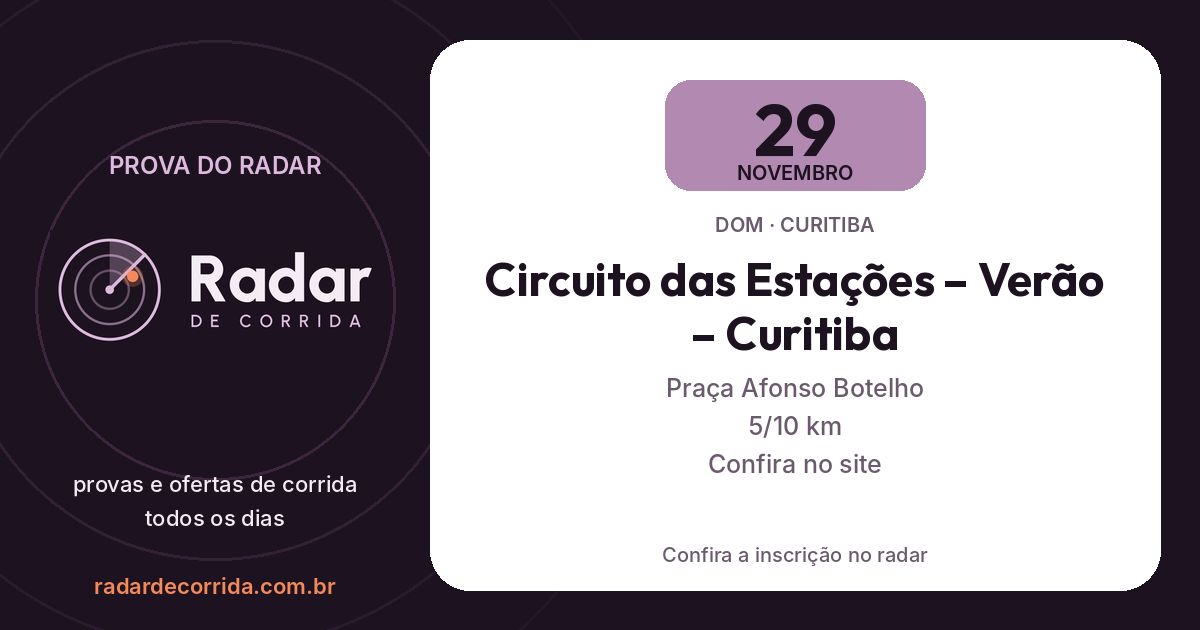 PROVA DO RADAR
Radar
DE CORRIDA
provas e ofertas de corrida
todos os dias
radardecorrida.com.br
29
NOVEMBRO
DOM · CURITIBA
Circuito das Estações – Verão
– Curitiba
Praça Afonso Botelho
5/10 km
Confira no site
Confira a inscrição no radar